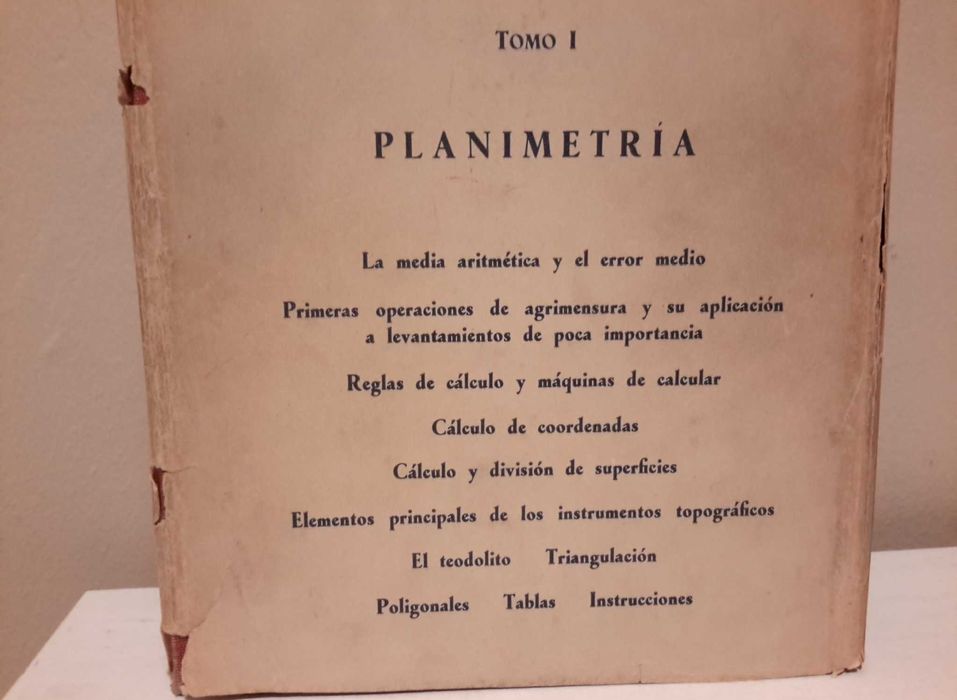 TOMO I
PLANIMETRÍA
La media aritmética y el error medio
Primeras operaciones de agrimensura y su aplicación
a levantamientos de poca importancia
Reglas de cálculo y máquinas de calcular
Cálculo de coordenadas
Cálculo y división de superficies
Elementos principales de los instrumentos topográficos
El teodolito Triangulación
Poligonales Tablas Instrucciones